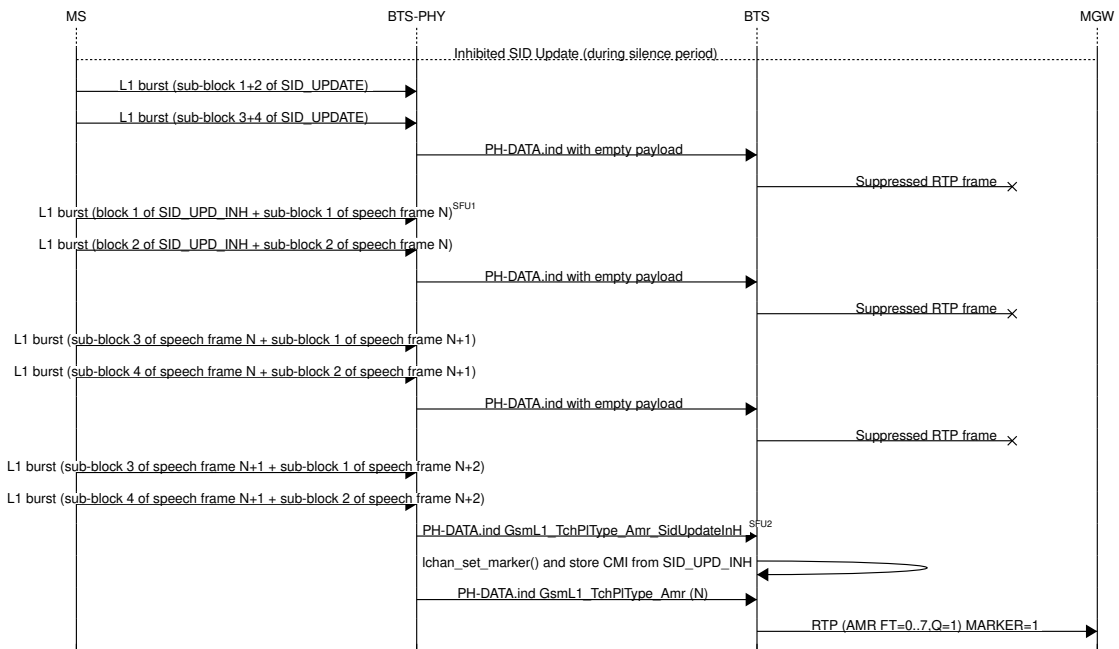 MS BTS-PHY BTS MGW
Inhibited SID Update (during silence period)
L1 burst (sub-block 1+2 of SID_UPDATE)
L1 burst (sub-block 3+4 of SID_UPDATE)
PH-DATA.ind with empty payload
Suppressed RTP frame
L1 burst (block 1 of SID_UPD_INH + sub-block 1 of speech frame N)SFU1
L1 burst (block 2 of SID_UPD_INH + sub-block 2 of speech frame N)
PH-DATA.ind with empty payload
Suppressed RTP frame
L1 burst (sub-block 3 of speech frame N + sub-block 1 of speech frame N+1)
L1 burst (sub-block 4 of speech frame N + sub-block 2 of speech frame N+1)
PH-DATA.ind with empty payload
Suppressed RTP frame
L1 burst (sub-block 3 of speech frame N+1 + sub-block 1 of speech frame N+2)
L1 burst (sub-block 4 of speech frame N+1 + sub-block 2 of speech frame N+2)
PH-DATA.ind GsmL1_TchPlType_Amr_SidUpdateInH SFU2
lchan_set_marker() and store CMI from SID_UPD_INH
PH-DATA.ind GsmL1_TchPlType_Amr (N)
RTP (AMR FT=0..7,Q=1) MARKER=1